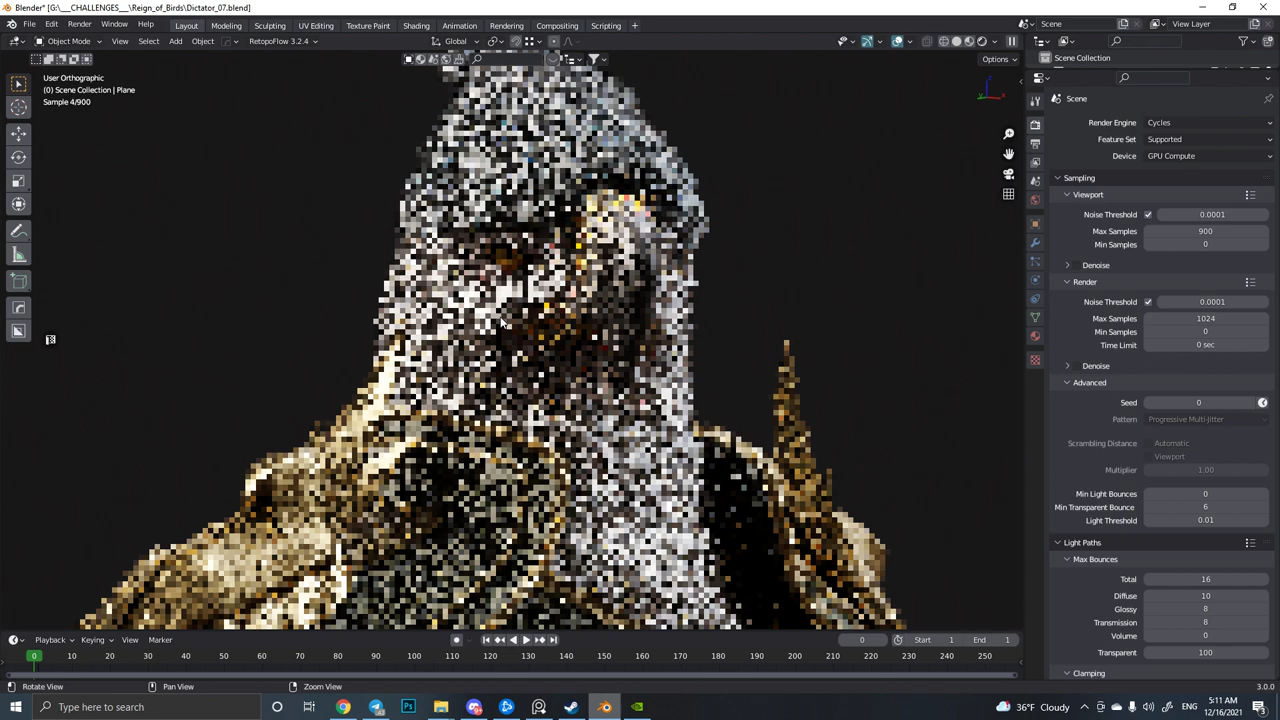 Blender* [G:\___CHALLENGES__\Reign_of_Birds\Dictator_07.blend]
File Edit Render Window Help Layout Modeling Sculpting UV Editing Texture Paint Shading Animation Rendering Compositing Scripting + Scene View Layer
Object Mode View Select Add Object RetopoFlow 3.2.4 Global
Options
User Orthographic
(0) Scene Collection | Plane
Sample 4/900
Scene Collection
Scene
Render Engine Cycles
Feature Set Supported
Device GPU Compute
Sampling
Viewport
Noise Threshold 0.0001
Max Samples 900
Min Samples 0
Denoise
Render
Noise Threshold 0.0001
Max Samples 1024
Min Samples 0
Time Limit 0 sec
Denoise
Advanced
Seed 0
Pattern Progressive Multi-Jitter
Scrambling Distance Automatic
Viewport
Multiplier 1.00
Min Light Bounces 0
Min Transparent Bounce 6
Light Threshold 0.01
Light Paths
Max Bounces
Total 16
Diffuse 10
Glossy 8
Transmission 8
Volume 0
Transparent 100
Clamping
Playback Keying View Marker 0 Start 1 End 1
0 10 20 30 40 50 60 70 80 90 100 110 120 130 140 150 160 170 180 190 200 210 220 230 240 250
Rotate View Pan View Zoom View 3.0.0
Type here to search 36°F Cloudy ENG 5:11 AM
12/16/2021